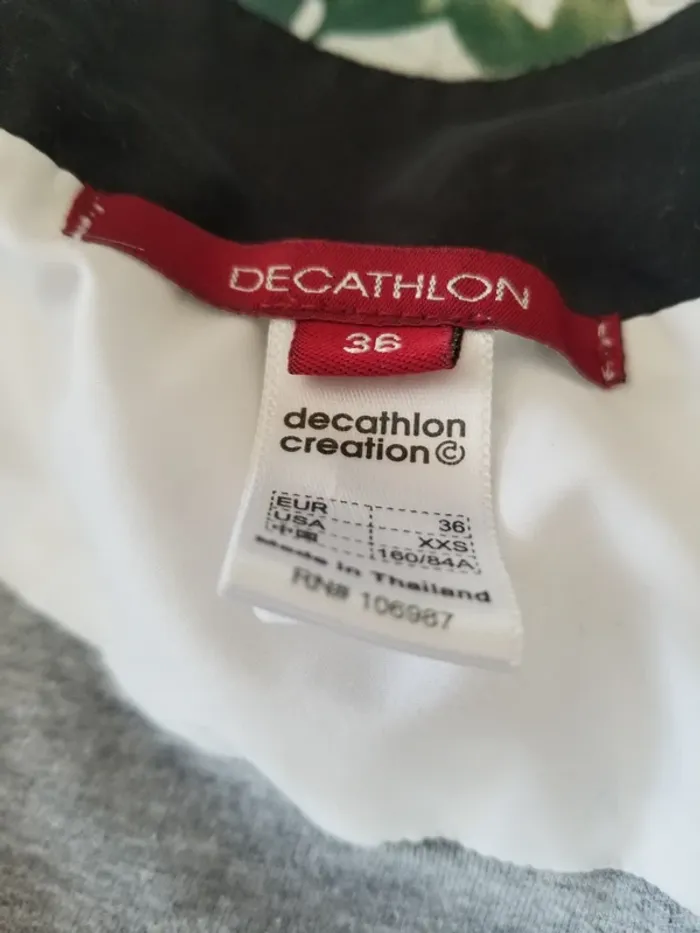 DECATHLON
36
decathlon
creation©
EUR 36
USA XXS
中国 160/84A
Made in Thailand
RN# 106987